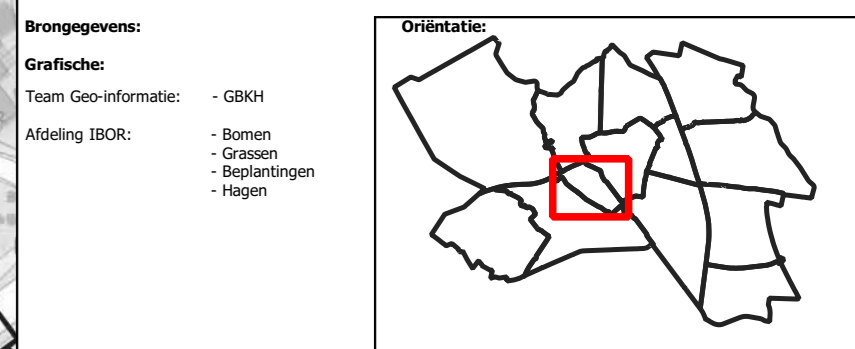 Brongegevens:
Grafische:
Team Geo-informatie: - GBKH
Afdeling IBOR: - Bomen
- Grassen
- Beplantingen
- Hagen
Oriëntatie: